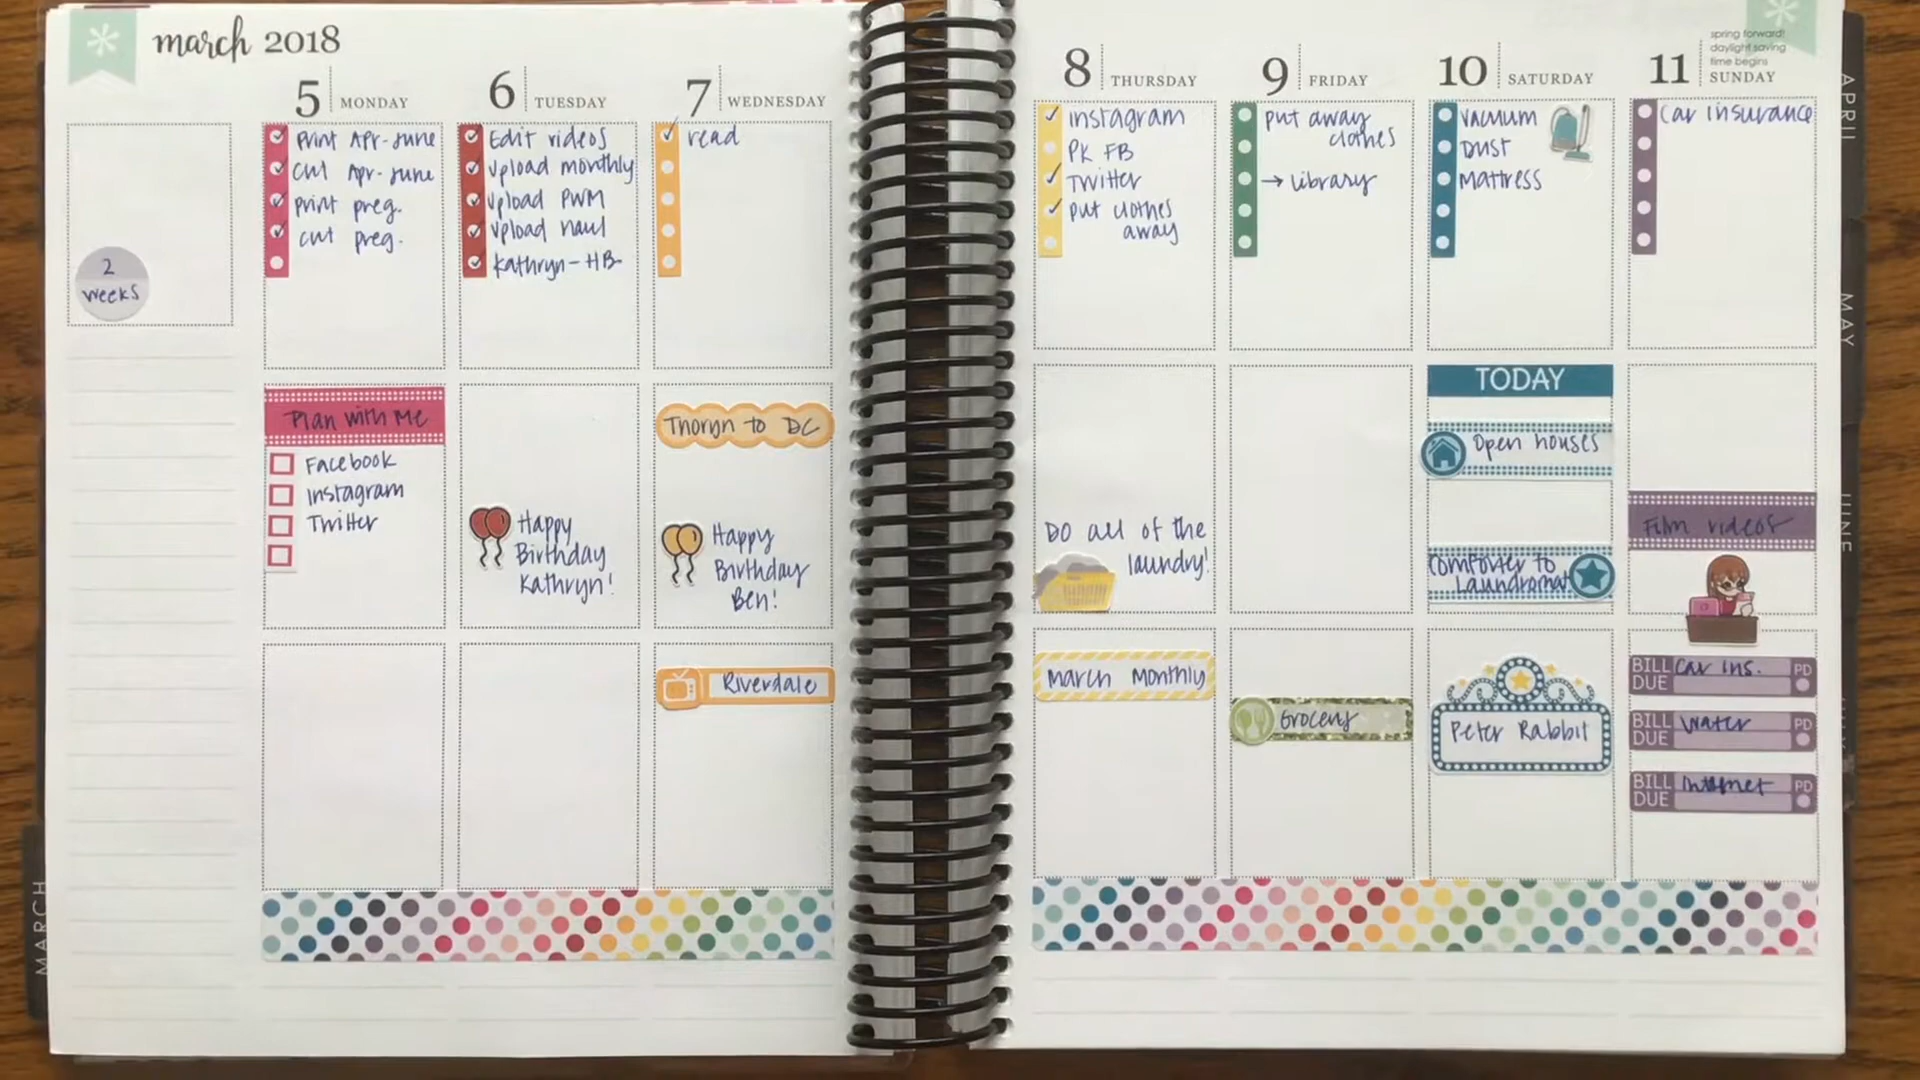 march 2018
5 MONDAY
6 TUESDAY
7 WEDNESDAY
2
weeks
Print Apr-June
cut Apr-June
print preg.
cut preg.
Edit videos
upload monthly
upload PWM
upload haul
Kathryn-HB
read
Plan with Me
Facebook
Instagram
Twitter
Happy
Birthday
Kathryn!
Thoryn to DC
Happy
Birthday
Ben!
Riverdale
MARCH
8 THURSDAY
9 FRIDAY
10 SATURDAY
spring forward!
daylight saving
time begins
11 SUNDAY
Instagram
PK FB
Twitter
put clothes
away
put away
clothes
→ library
vacuum
Dust
Mattress
Car insurance
Do all of the
laundry!
TODAY
Open houses
Comforter to
Laundromat
Film videos
March Monthly
Grocery
Peter Rabbit
BILL DUE Car Ins. PD
BILL DUE Water PD
BILL DUE Internet PD
APRIL
MAY
JUNE